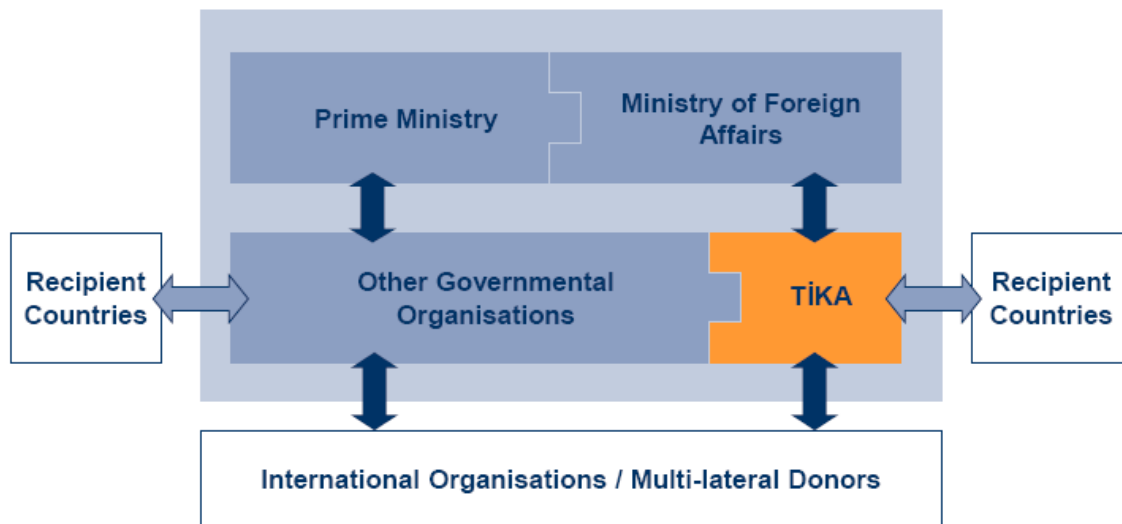 Prime Ministry
Ministry of Foreign
Affairs
Recipient
Countries
Other Governmental
Organisations
TİKA
Recipient
Countries
International Organisations / Multi-lateral Donors